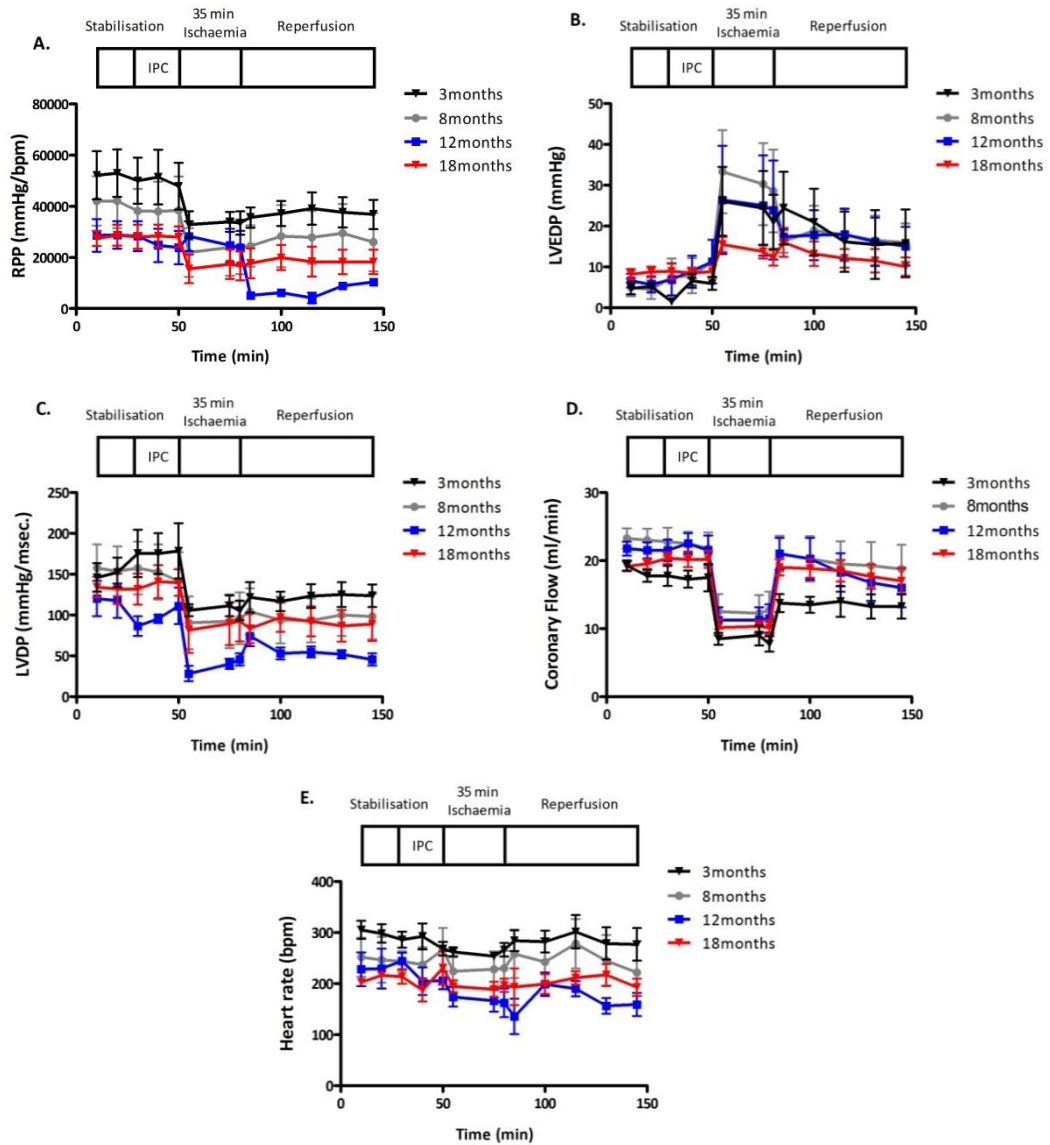 A.
Stabilisation
35 min
Ischaemia
Reperfusion
IPC
3months
8months
12months
18months
RPP (mmHg/bpm)
80000
60000
40000
20000
0
0 50 100 150
Time (min)
B.
Stabilisation
35 min
Ischaemia
Reperfusion
IPC
3months
8months
12months
18months
LVEDP (mmHg)
50
40
30
20
10
0
0 50 100 150
Time (min)
C.
Stabilisation
35 min
Ischaemia
Reperfusion
IPC
3months
8months
12months
18months
LVDP (mmHg/msec.)
250
200
150
100
50
0
0 50 100 150
Time (min)
D.
Stabilisation
35 min
Ischaemia
Reperfusion
IPC
3months
8months
12months
18months
Coronary Flow (ml/min)
30
20
10
0
0 50 100 150
Time (min)
E.
Stabilisation
35 min
Ischaemia
Reperfusion
IPC
3months
8months
12months
18months
Heart rate (bpm)
400
300
200
100
0
0 50 100 150
Time (min)